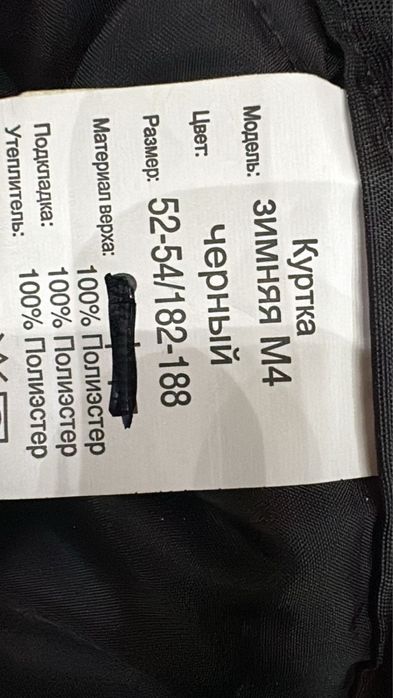 Куртка
Модель: зимняя М4
Цвет: черный
Размер: 52-54/182-188
Материал верха: 100% Полиэстер
Подкладка: 100% Полиэстер
Утеплитель: 100% Полиэстер